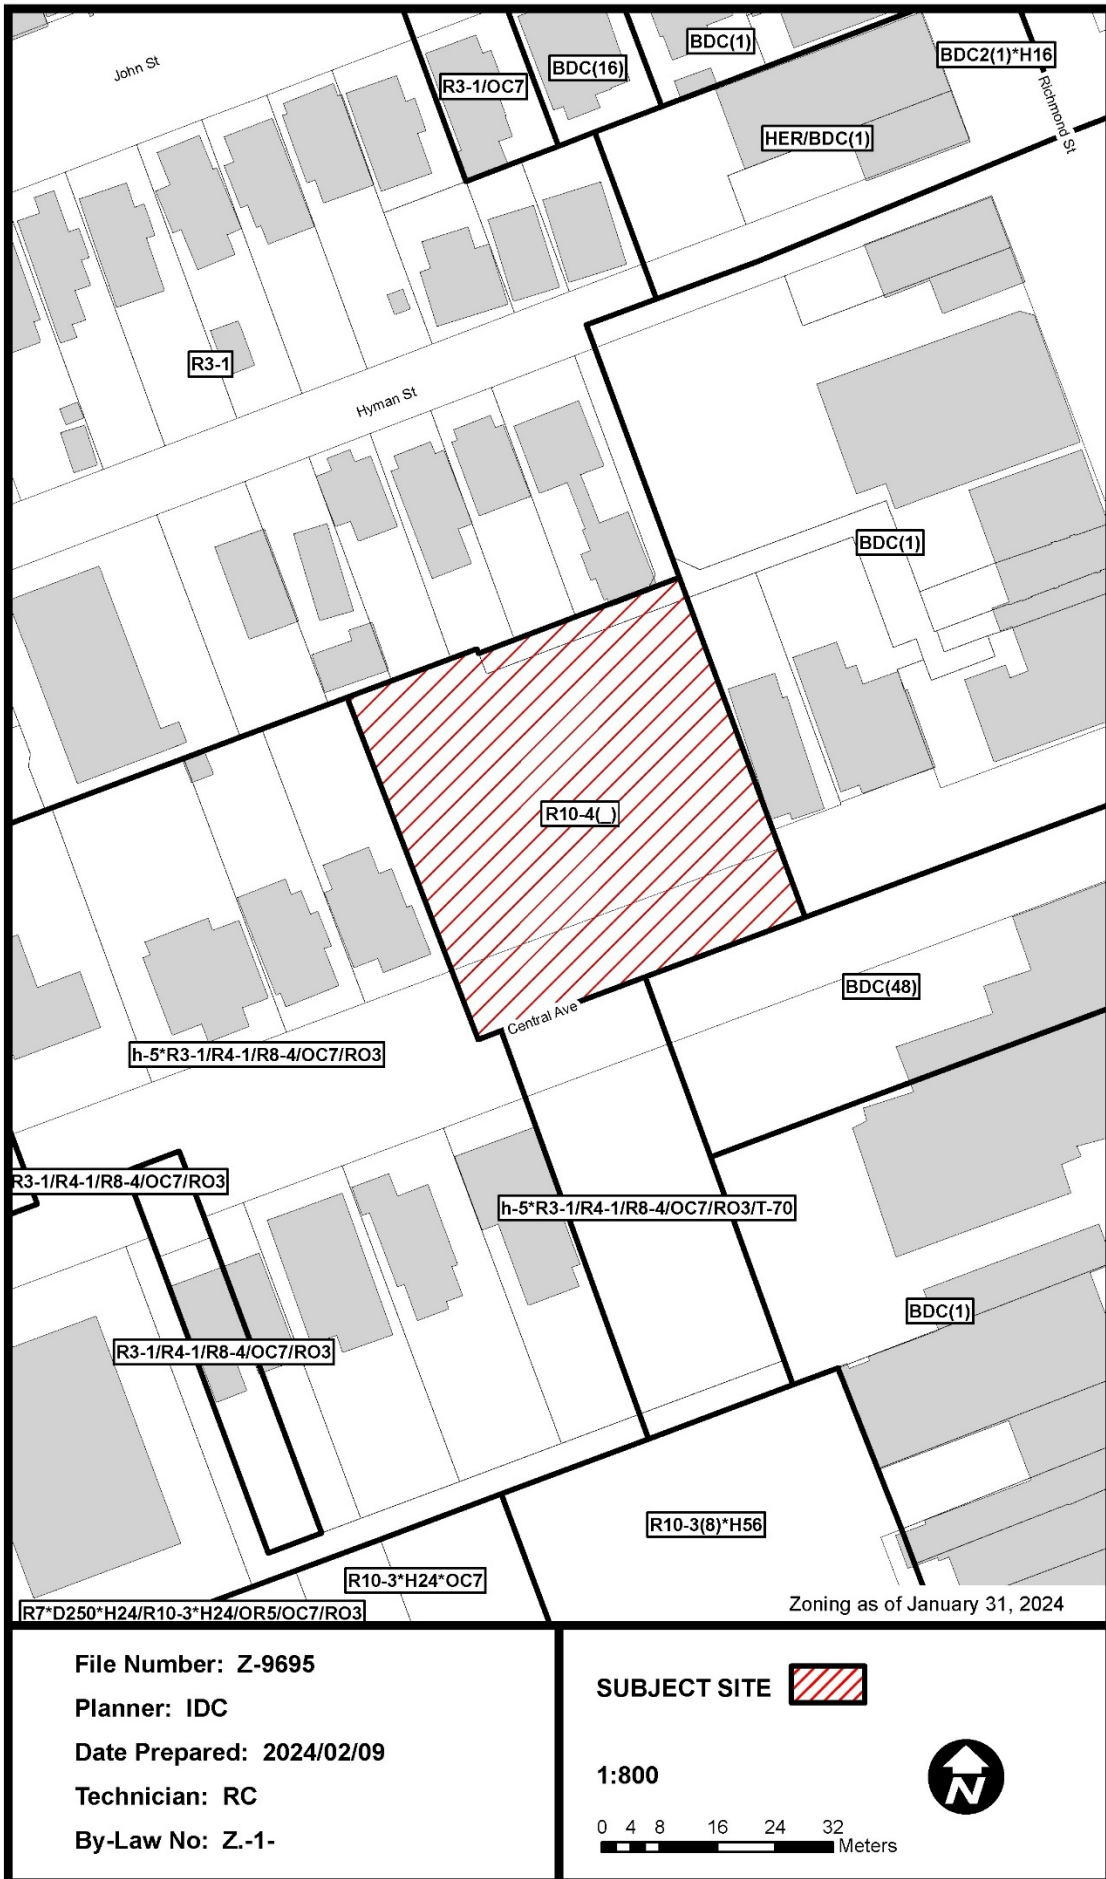 John St
R3-1/OC7
BDC(16)
BDC(1)
BDC2(1)*H16
Richmond St
HER/BDC(1)
R3-1
Hyman St
BDC(1)
R10-4(_)
BDC(48)
Central Ave
h-5*R3-1/R4-1/R8-4/OC7/RO3
R3-1/R4-1/R8-4/OC7/RO3
h-5*R3-1/R4-1/R8-4/OC7/RO3/T-70
BDC(1)
R3-1/R4-1/R8-4/OC7/RO3
R10-3(8)*H56
R10-3*H24*OC7
R7*D250*H24/R10-3*H24/OR5/OC7/RO3
Zoning as of January 31, 2024
File Number: Z-9695
Planner: IDC
Date Prepared: 2024/02/09
Technician: RC
By-Law No: Z.-1-
SUBJECT SITE
1:800
0 4 8 16 24 32
Meters
N